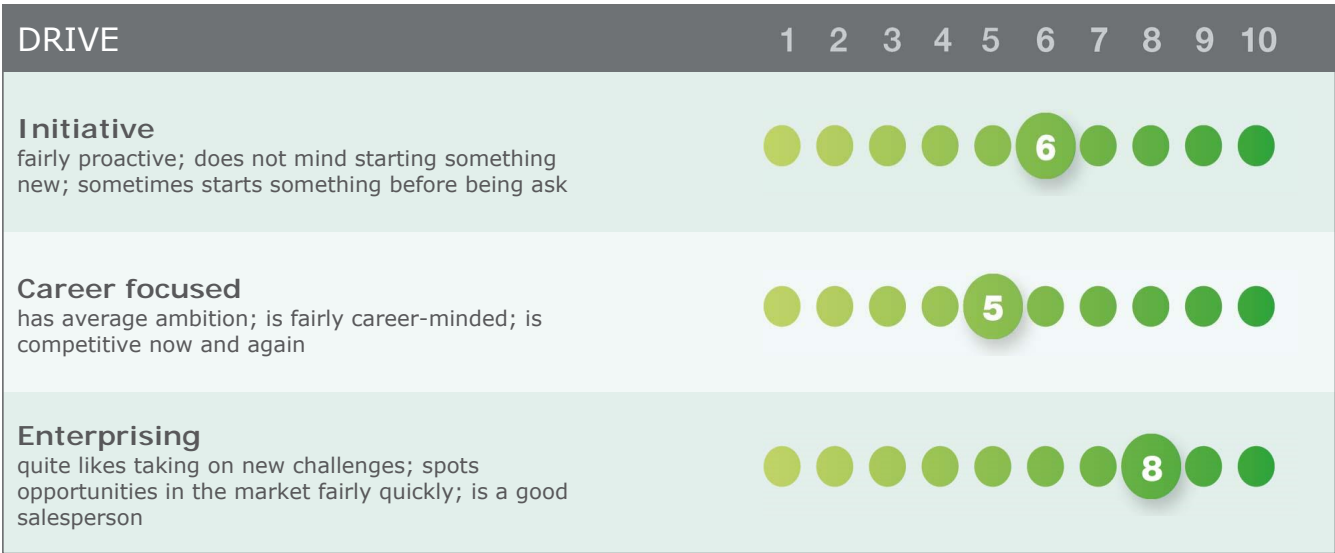 DRIVE 1 2 3 4 5 6 7 8 9 10
Initiative
fairly proactive; does not mind starting something
new; sometimes starts something before being ask
6
Career focused
has average ambition; is fairly career-minded; is
competitive now and again
5
Enterprising
quite likes taking on new challenges; spots
opportunities in the market fairly quickly; is a good
salesperson
8